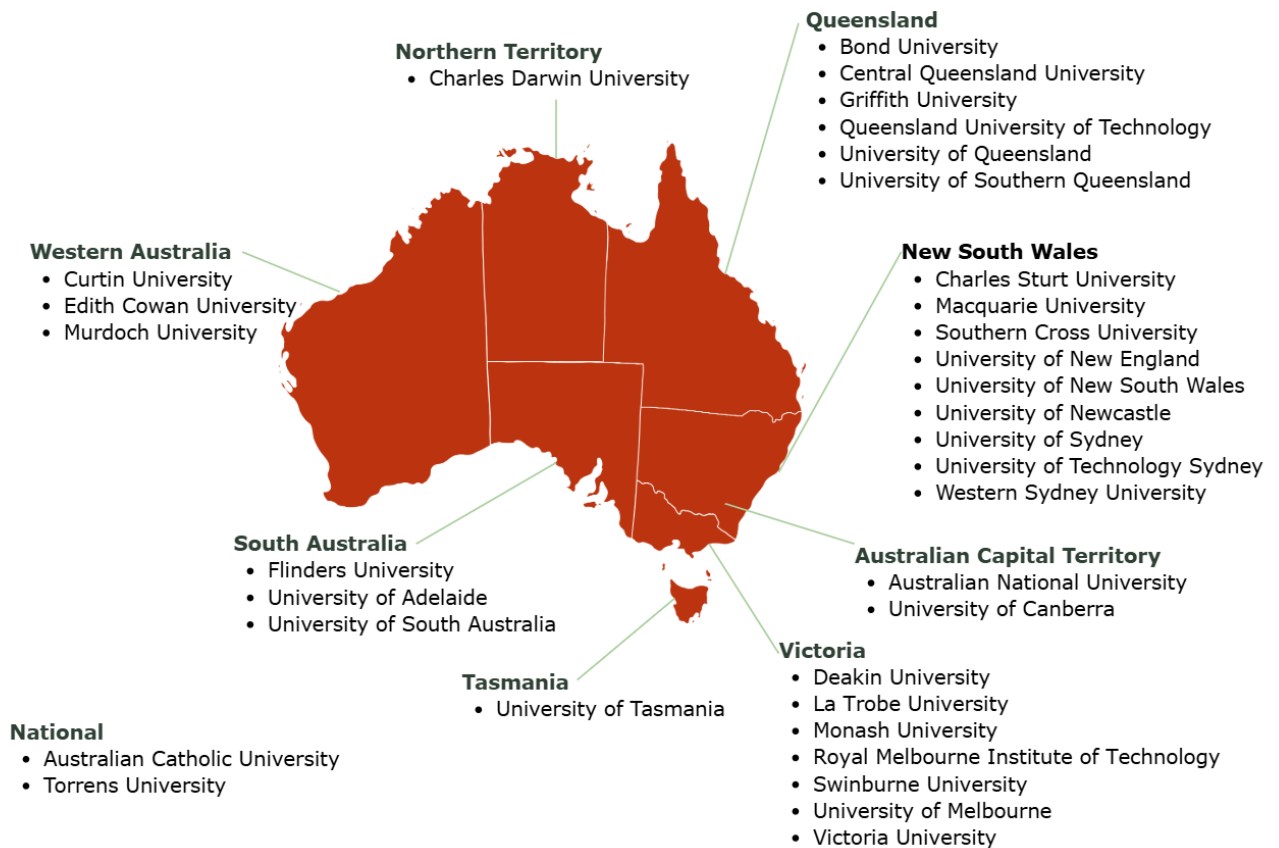 Northern Territory
• Charles Darwin University
Queensland
• Bond University
• Central Queensland University
• Griffith University
• Queensland University of Technology
• University of Queensland
• University of Southern Queensland
Western Australia
• Curtin University
• Edith Cowan University
• Murdoch University
New South Wales
• Charles Sturt University
• Macquarie University
• Southern Cross University
• University of New England
• University of New South Wales
• University of Newcastle
• University of Sydney
• University of Technology Sydney
• Western Sydney University
South Australia
• Flinders University
• University of Adelaide
• University of South Australia
Australian Capital Territory
• Australian National University
• University of Canberra
Tasmania
• University of Tasmania
Victoria
• Deakin University
• La Trobe University
• Monash University
• Royal Melbourne Institute of Technology
• Swinburne University
• University of Melbourne
• Victoria University
National
• Australian Catholic University
• Torrens University